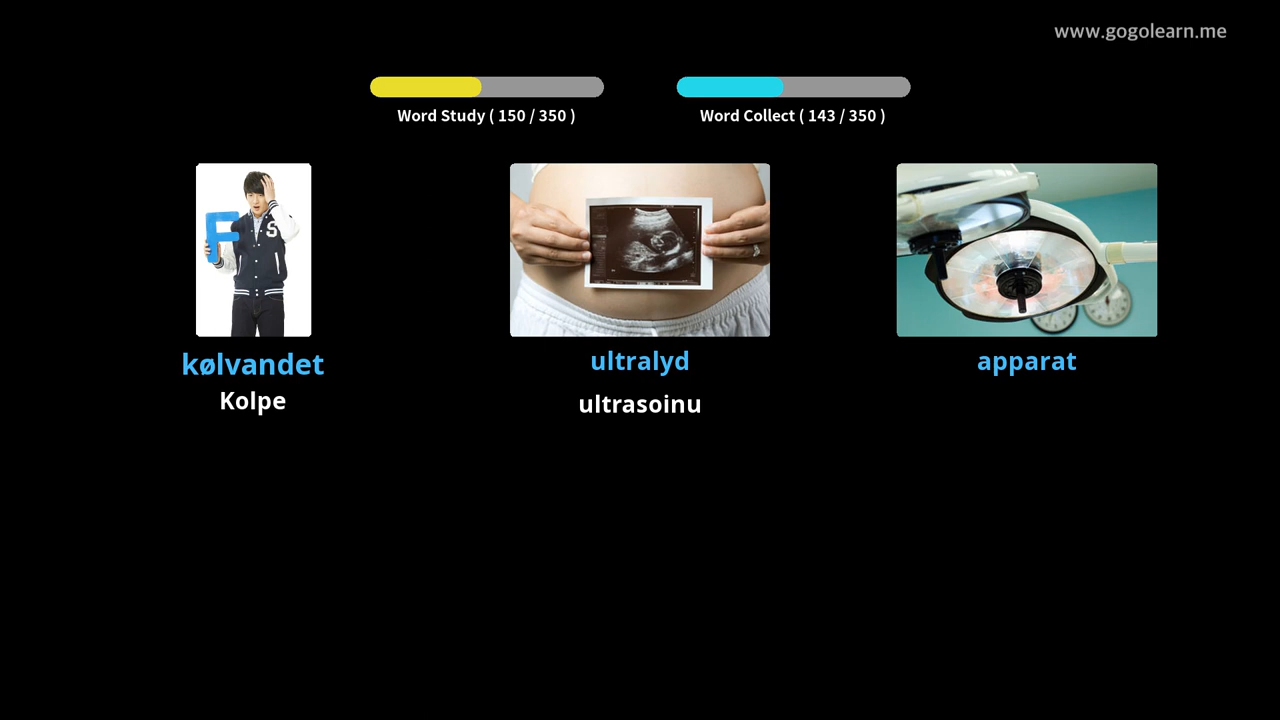 www.gogolearn.me
Word Study ( 150 / 350 )
Word Collect ( 143 / 350 )
F
S
kølvandet
Kolpe
ultralyd
ultrasoinu
apparat